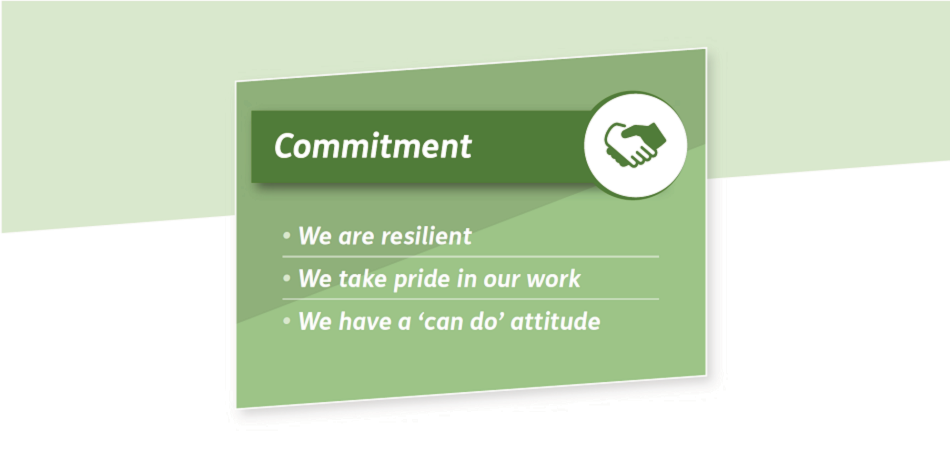 Commitment
• We are resilient
• We take pride in our work
• We have a ‘can do’ attitude